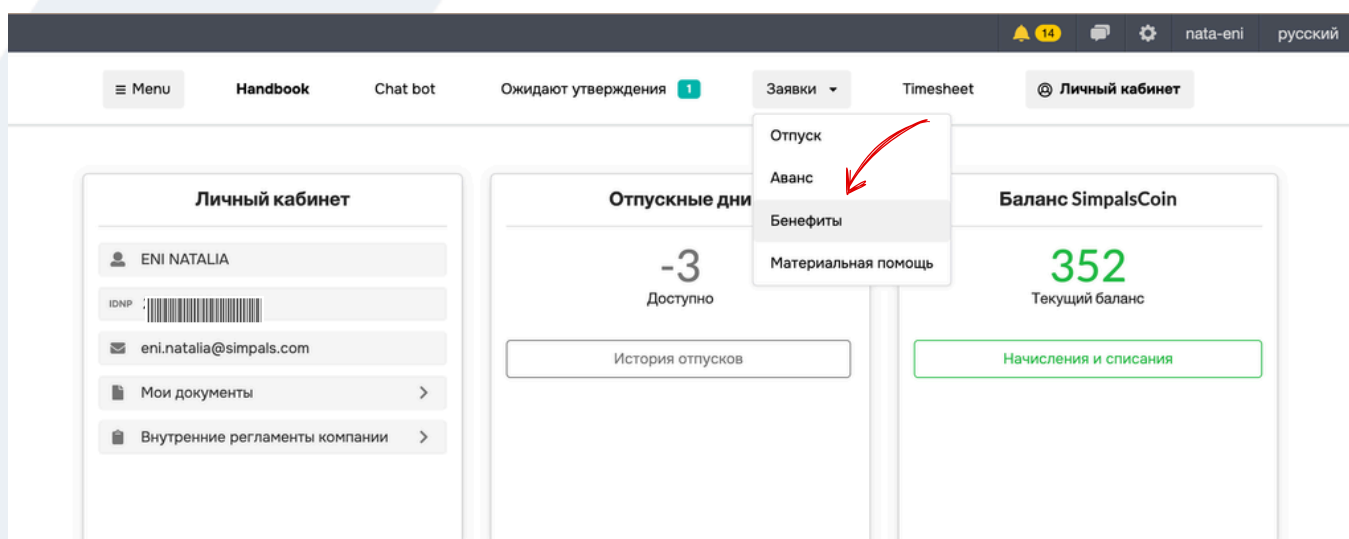 14 nata-eni русский
Menu Handbook Chat bot Ожидают утверждения 1 Заявки Timesheet Личный кабинет
Отпуск
Аванс
Бенефиты
Материальная помощь
Личный кабинет
ENI NATALIA
IDNP
eni.natalia@simpals.com
Мои документы
Внутренние регламенты компании
Отпускные дни
-3
Доступно
История отпусков
Баланс SimpalsCoin
352
Текущий баланс
Начисления и списания